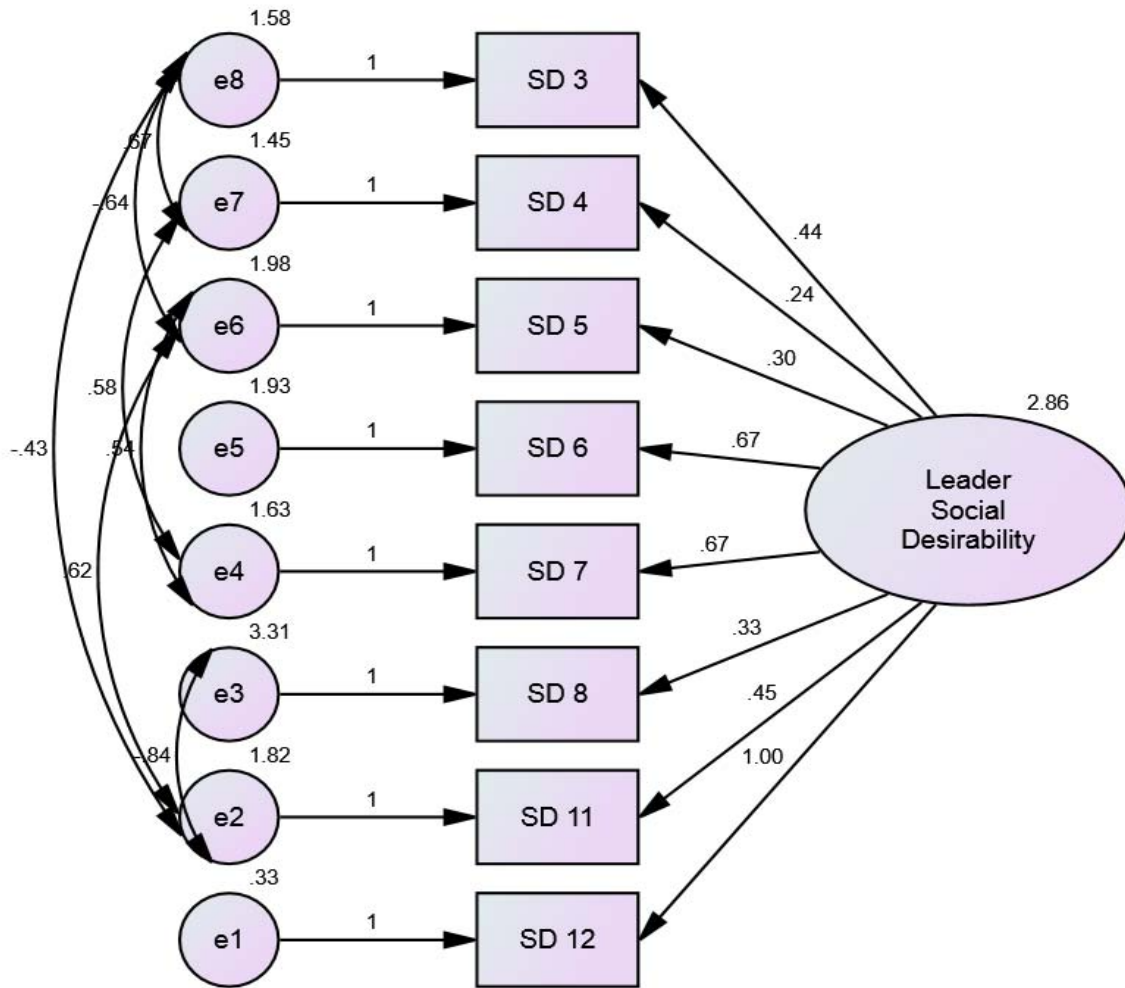 1.58
e8
1
SD 3
.67
1.45
e7
1
SD 4
-.64
.44
1.98
e6
1
SD 5
.24
.30
.58
1.93
e5
1
SD 6
.67
2.86
-.43
.54
Leader
Social
Desirability
1.63
e4
1
SD 7
.67
.62
3.31
e3
1
SD 8
.33
.45
-.84
1.82
e2
1
SD 11
1.00
.33
e1
1
SD 12